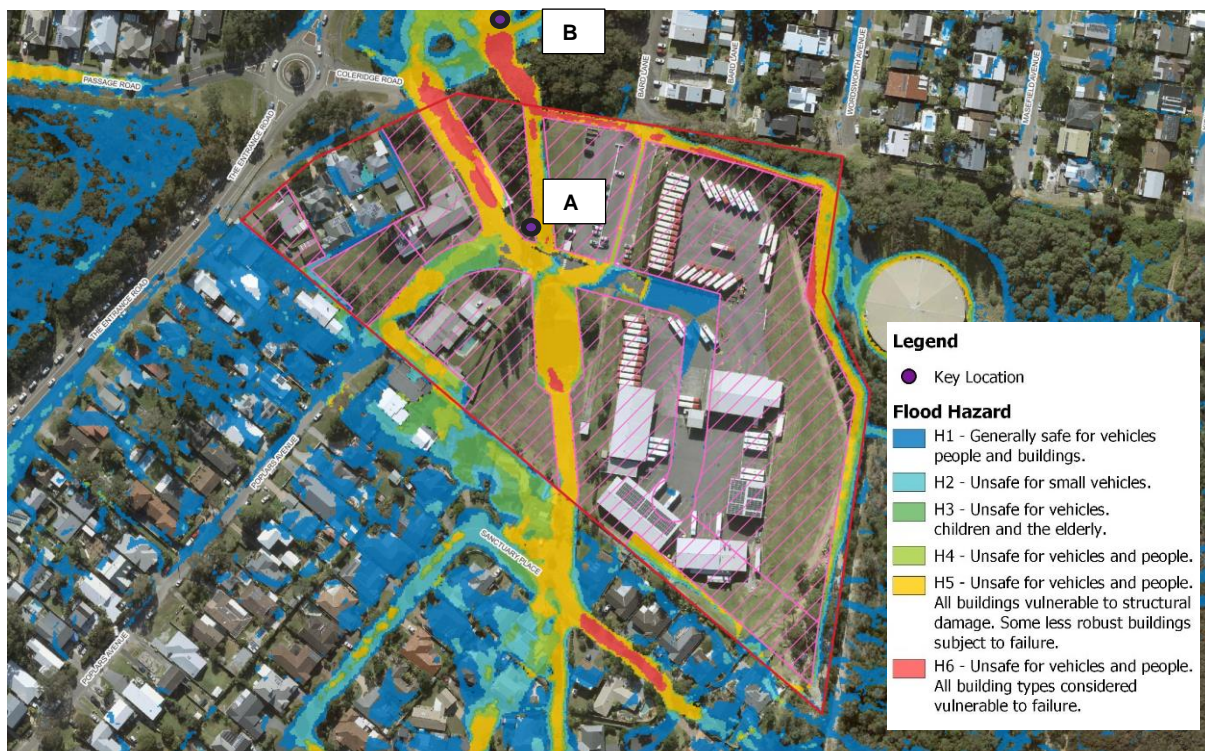 B
COLERIDGE ROAD
PASSAGE ROAD
THE ENTRANCE ROAD
BARD LANE
BARD LANE
WORDSWORTH AVENUE
MASEFIELD AVENUE
A
THE ENTRANCE ROAD
POPLARS AVENUE
SANCTUARY PLACE
POPLARS AVENUE
Legend
Key Location
Flood Hazard
H1 - Generally safe for vehicles
people and buildings.
H2 - Unsafe for small vehicles.
H3 - Unsafe for vehicles.
children and the elderly.
H4 - Unsafe for vehicles and people.
H5 - Unsafe for vehicles and people.
All buildings vulnerable to structural
damage. Some less robust buildings
subject to failure.
H6 - Unsafe for vehicles and people.
All building types considered
vulnerable to failure.